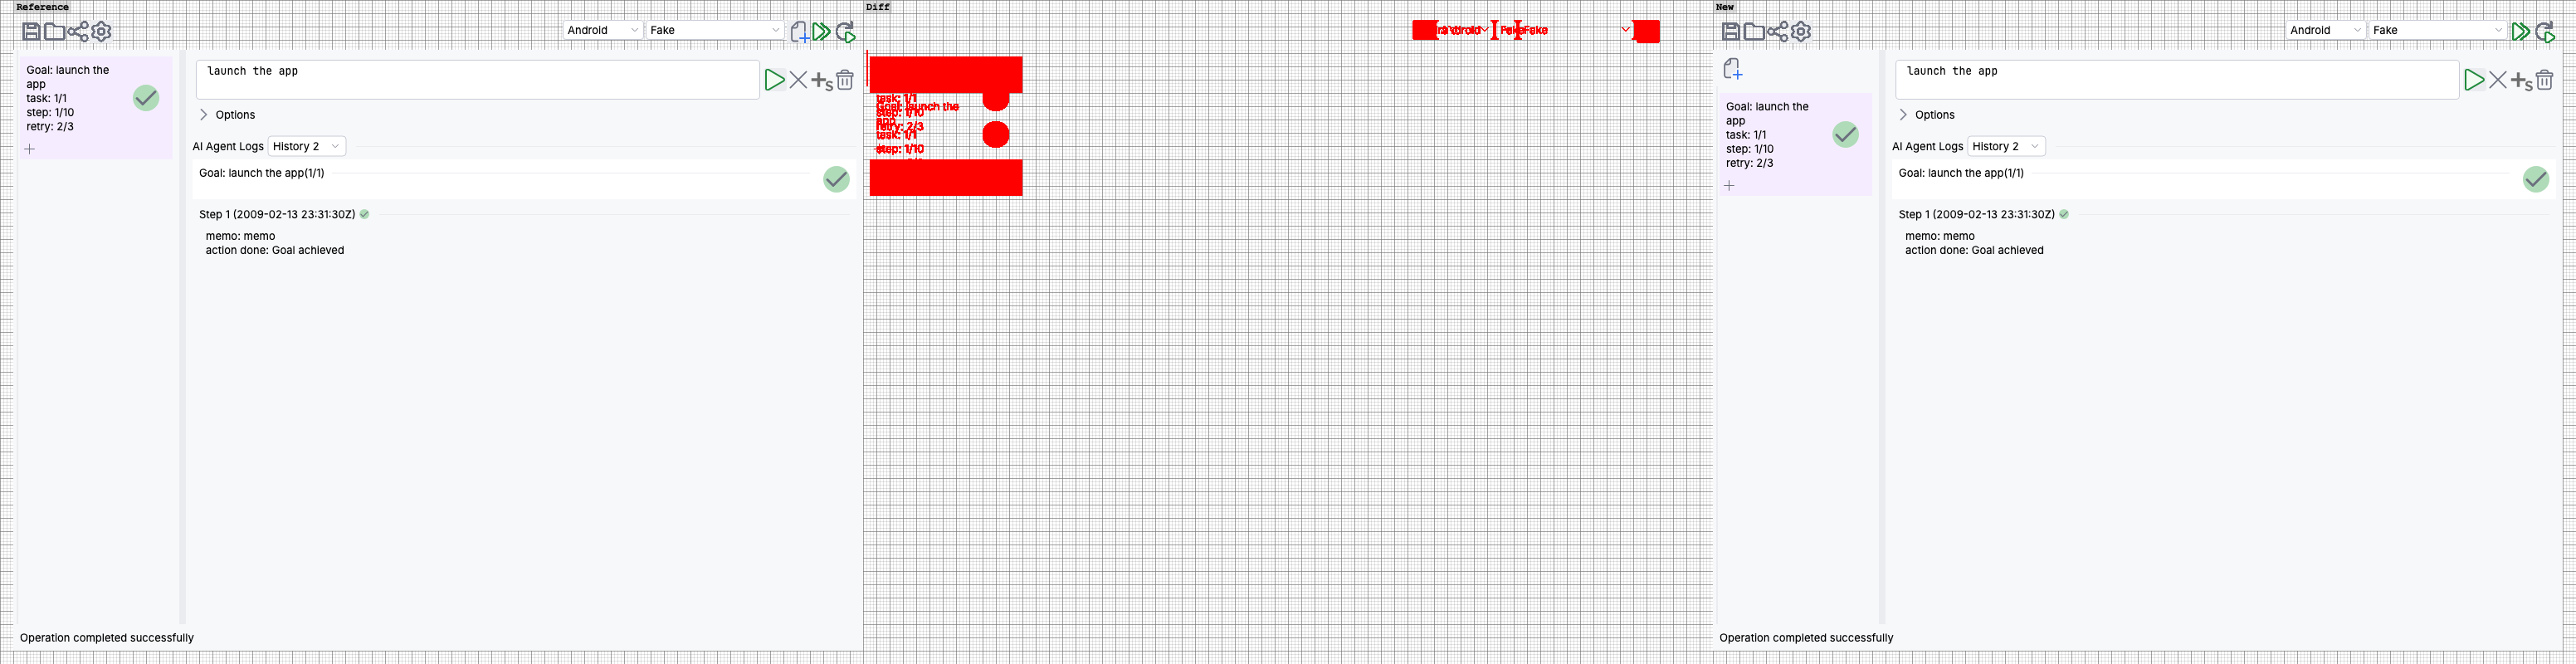 Reference
Android
Fake
Goal: launch the
app
task: 1/1
step: 1/10
retry: 2/3
launch the app
S
Options
AI Agent Logs History 2
Goal: launch the app(1/1)
Step 1 (2009-02-13 23:31:30Z)
memo: memo
action done: Goal achieved
Operation completed successfully
Diff
Fake
task: 1/1
Goal: launch the
step: 1/10
retry: 2/3
task: 1/1
step: 1/10
New
Android
Fake
Goal: launch the
app
task: 1/1
step: 1/10
retry: 2/3
launch the app
S
Options
AI Agent Logs History 2
Goal: launch the app(1/1)
Step 1 (2009-02-13 23:31:30Z)
memo: memo
action done: Goal achieved
Operation completed successfully